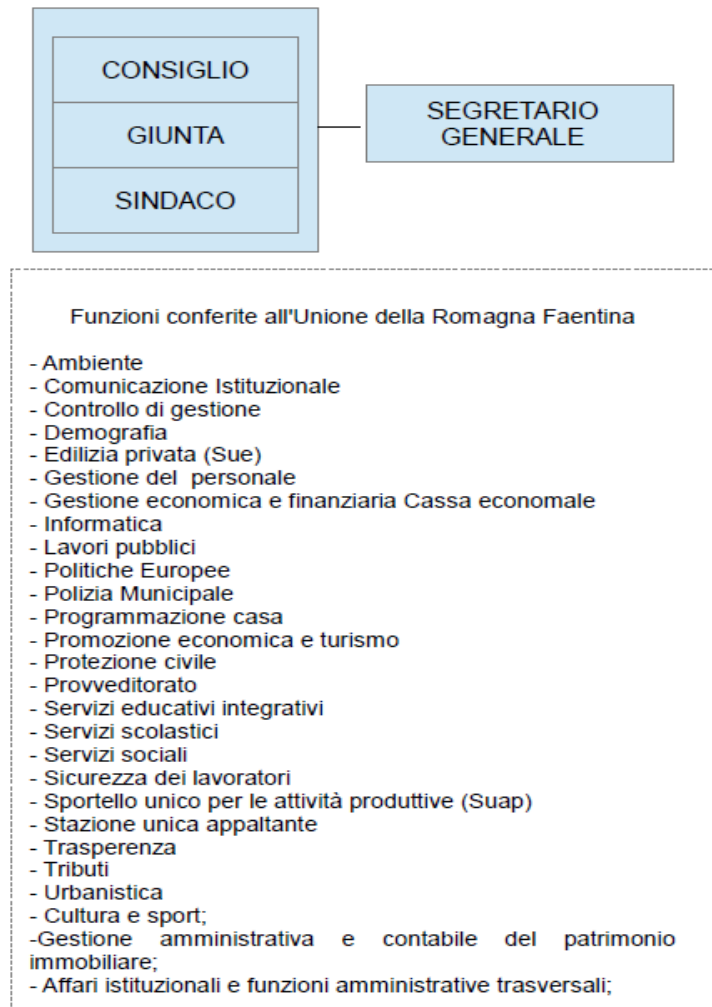 CONSIGLIO
GIUNTA
SINDACO
SEGRETARIO
GENERALE
Funzioni conferite all'Unione della Romagna Faentina
- Ambiente
- Comunicazione Istituzionale
- Controllo di gestione
- Demografia
- Edilizia privata (Sue)
- Gestione del personale
- Gestione economica e finanziaria Cassa economale
- Informatica
- Lavori pubblici
- Politiche Europee
- Polizia Municipale
- Programmazione casa
- Promozione economica e turismo
- Protezione civile
- Provveditorato
- Servizi educativi integrativi
- Servizi scolastici
- Servizi sociali
- Sicurezza dei lavoratori
- Sportello unico per le attività produttive (Suap)
- Stazione unica appaltante
- Trasperenza
- Tributi
- Urbanistica
- Cultura e sport;
-Gestione amministrativa e contabile del patrimonio
immobiliare;
- Affari istituzionali e funzioni amministrative trasversali;